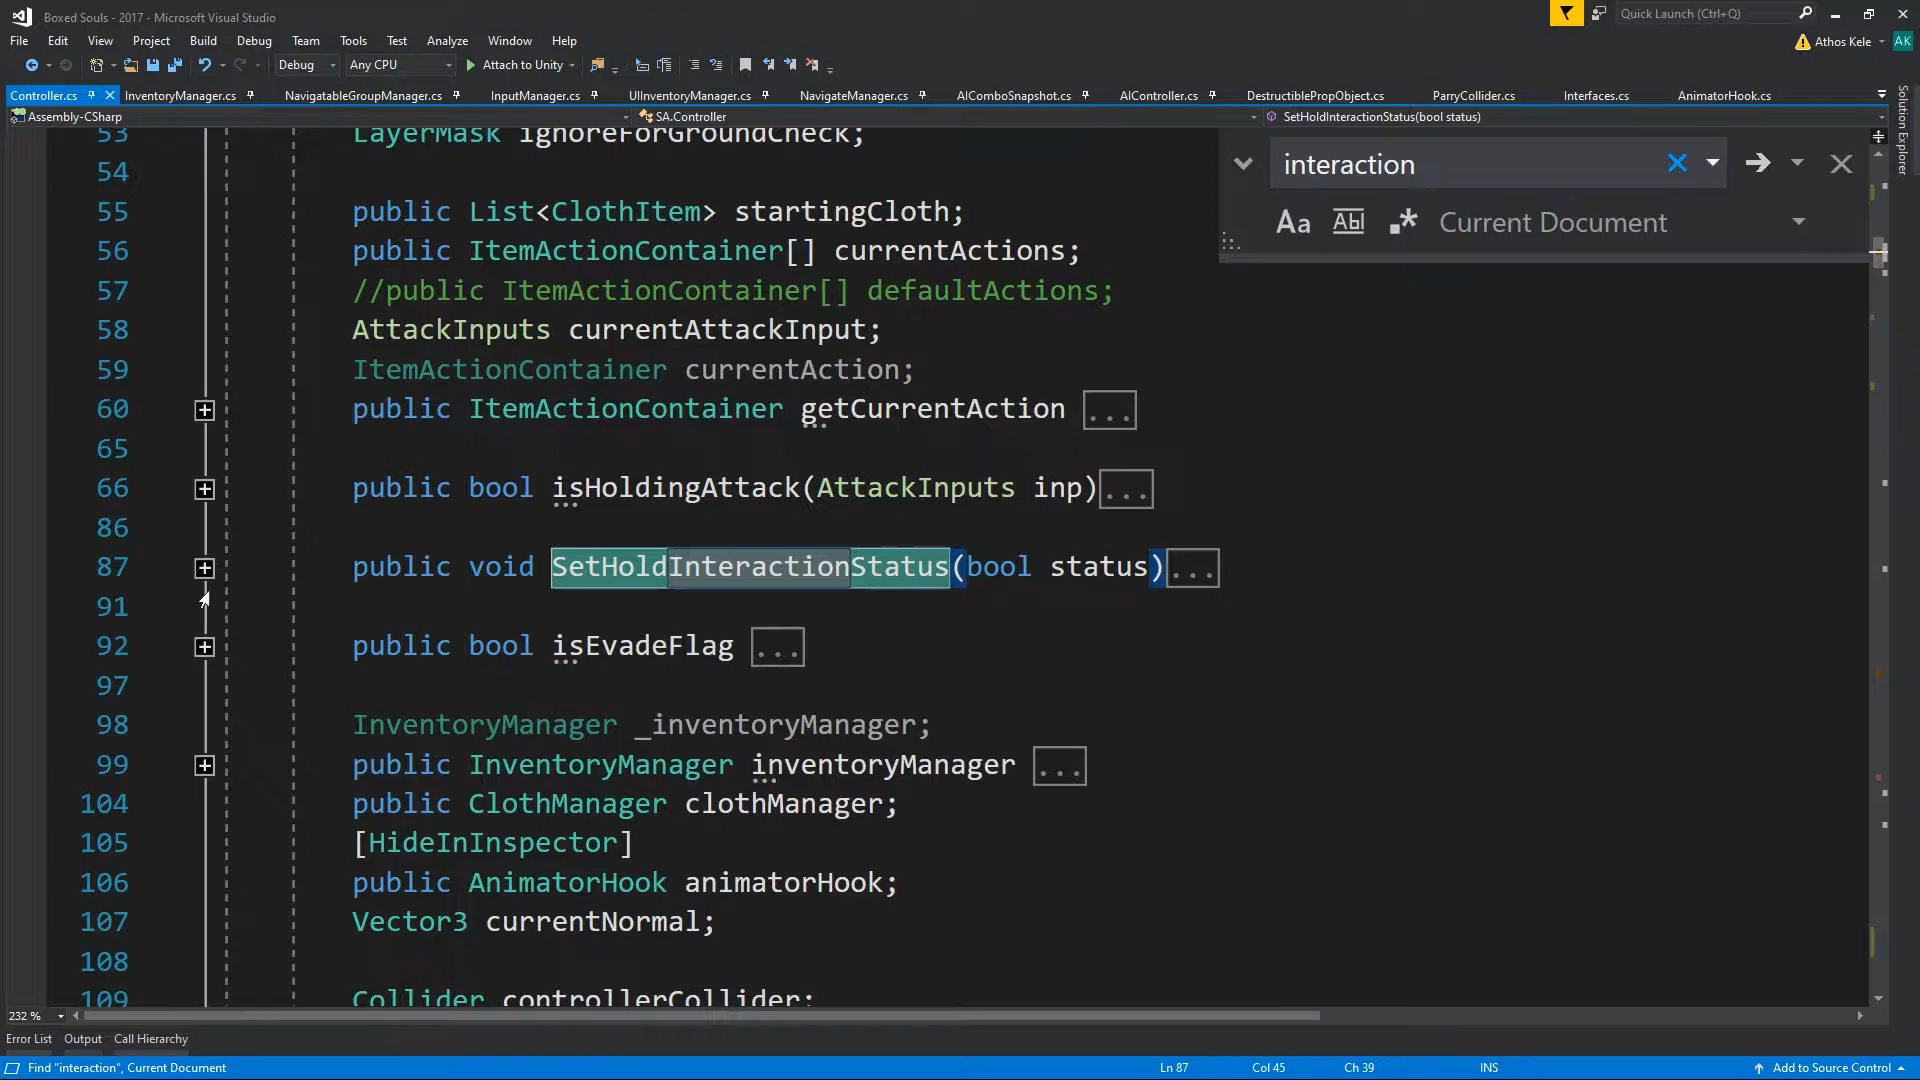 Boxed Souls - 2017 - Microsoft Visual Studio
Quick Launch (Ctrl+Q)
File Edit View Project Build Debug Team Tools Test Analyze Window Help
Athos Kele AK
Debug Any CPU Attach to Unity
Controller.cs InventoryManager.cs NavigatableGroupManager.cs InputManager.cs UIInventoryManager.cs NavigateManager.cs AIComboSnapshot.cs AIController.cs DestructiblePropObject.cs ParryCollider.cs Interfaces.cs AnimatorHook.cs
Assembly-CSharp SA.Controller SetHoldInteractionStatus(bool status)
Solution Explorer
interaction
Aa Abl .* Current Document
53 LayerMask ignoreForGroundCheck;
54
55 public List<ClothItem> startingCloth;
56 public ItemActionContainer[] currentActions;
57 //public ItemActionContainer[] defaultActions;
58 AttackInputs currentAttackInput;
59 ItemActionContainer currentAction;
60 public ItemActionContainer getCurrentAction ...
65
66 public bool isHoldingAttack(AttackInputs inp)...
86
87 public void SetHoldInteractionStatus(bool status)...
91
92 public bool isEvadeFlag ...
97
98 InventoryManager _inventoryManager;
99 public InventoryManager inventoryManager ...
104 public ClothManager clothManager;
105 [HideInInspector]
106 public AnimatorHook animatorHook;
107 Vector3 currentNormal;
108
109 Collider controllerCollider;
232 %
Error List Output Call Hierarchy
Find "interaction", Current Document Ln 87 Col 45 Ch 39 INS Add to Source Control